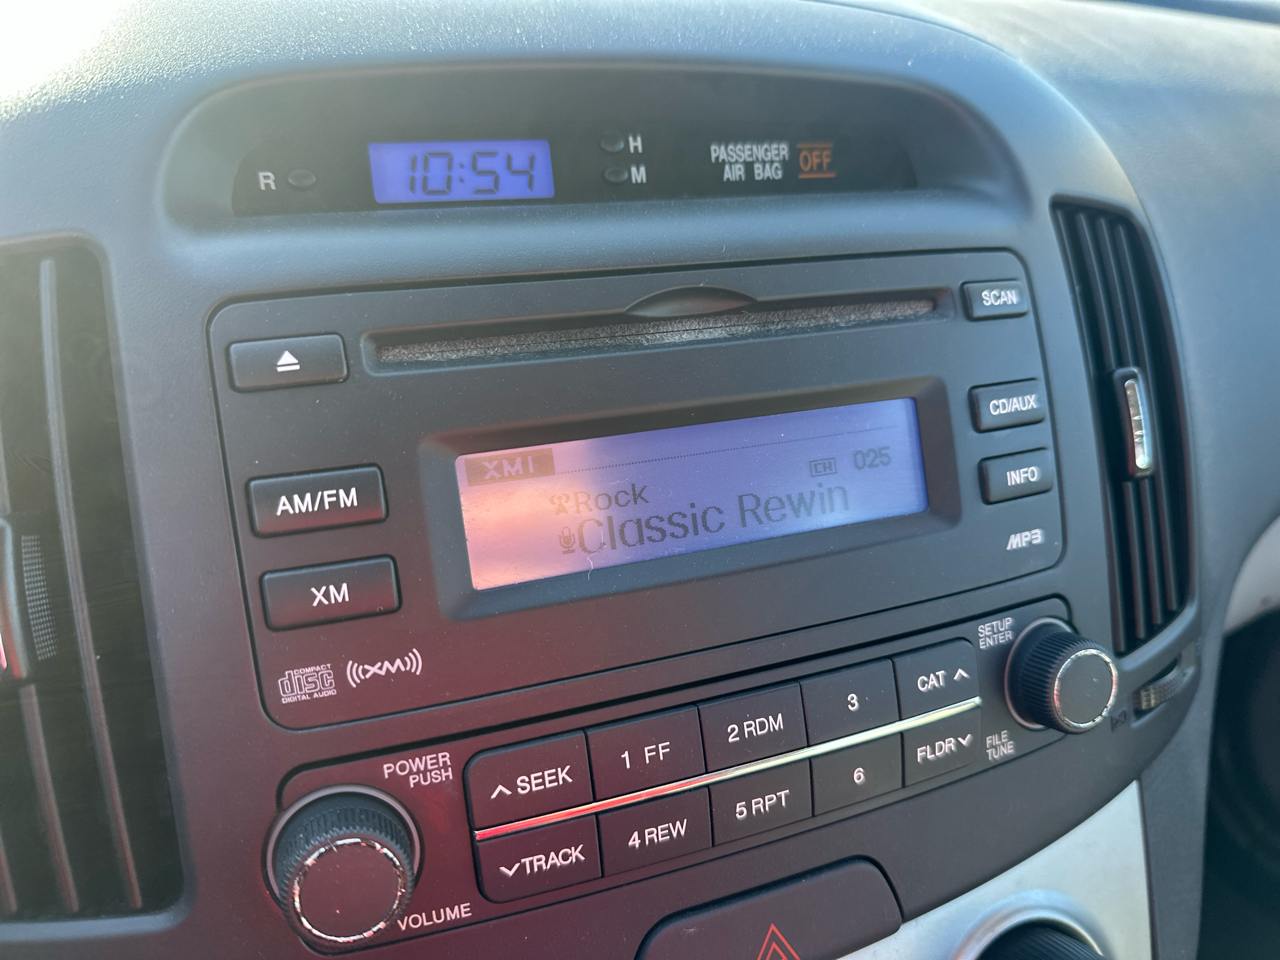 R
10:54
H
M
PASSENGER
AIR BAG
OFF
SCAN
CD/AUX
INFO
MP3
AM/FM
XM
XM1
CH 025
Rock
Classic Rewin
COMPACT
disc
DIGITAL AUDIO
((XM))
POWER
PUSH
VOLUME
SEEK
1 FF
2 RDM
3
CAT
TRACK
4 REW
5 RPT
6
FLDR
SETUP
ENTER
FILE
TUNE